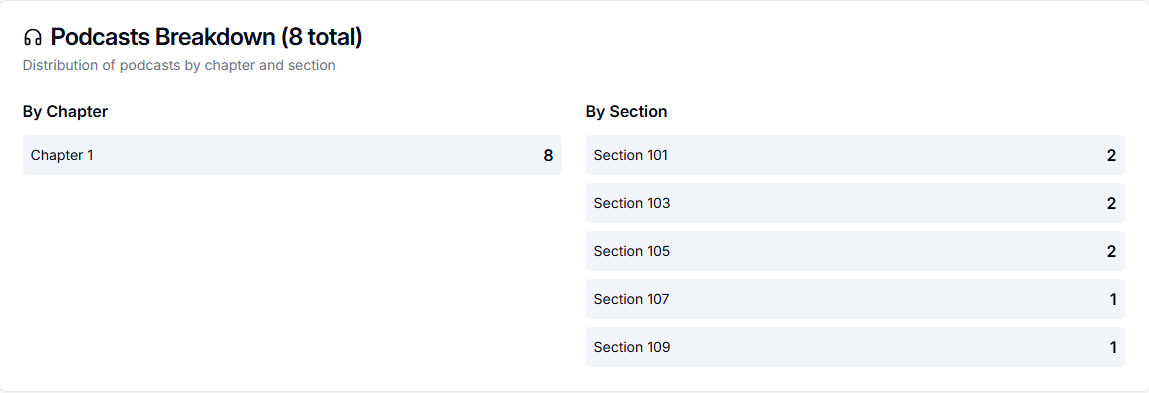 Podcasts Breakdown (8 total)
Distribution of podcasts by chapter and section
By Chapter
Chapter 1 8
By Section
Section 101 2
Section 103 2
Section 105 2
Section 107 1
Section 109 1